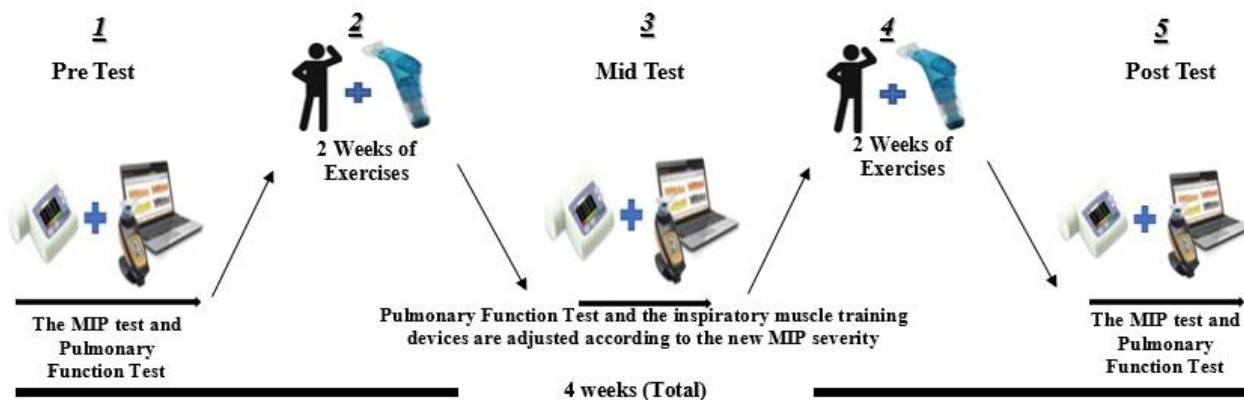 1
Pre Test
2
2 Weeks of
Exercises
3
Mid Test
4
2 Weeks of
Exercises
5
Post Test
The MIP test and
Pulmonary
Function Test
Pulmonary Function Test and the inspiratory muscle training
devices are adjusted according to the new MIP severity
The MIP test and
Pulmonary
Function Test
4 weeks (Total)